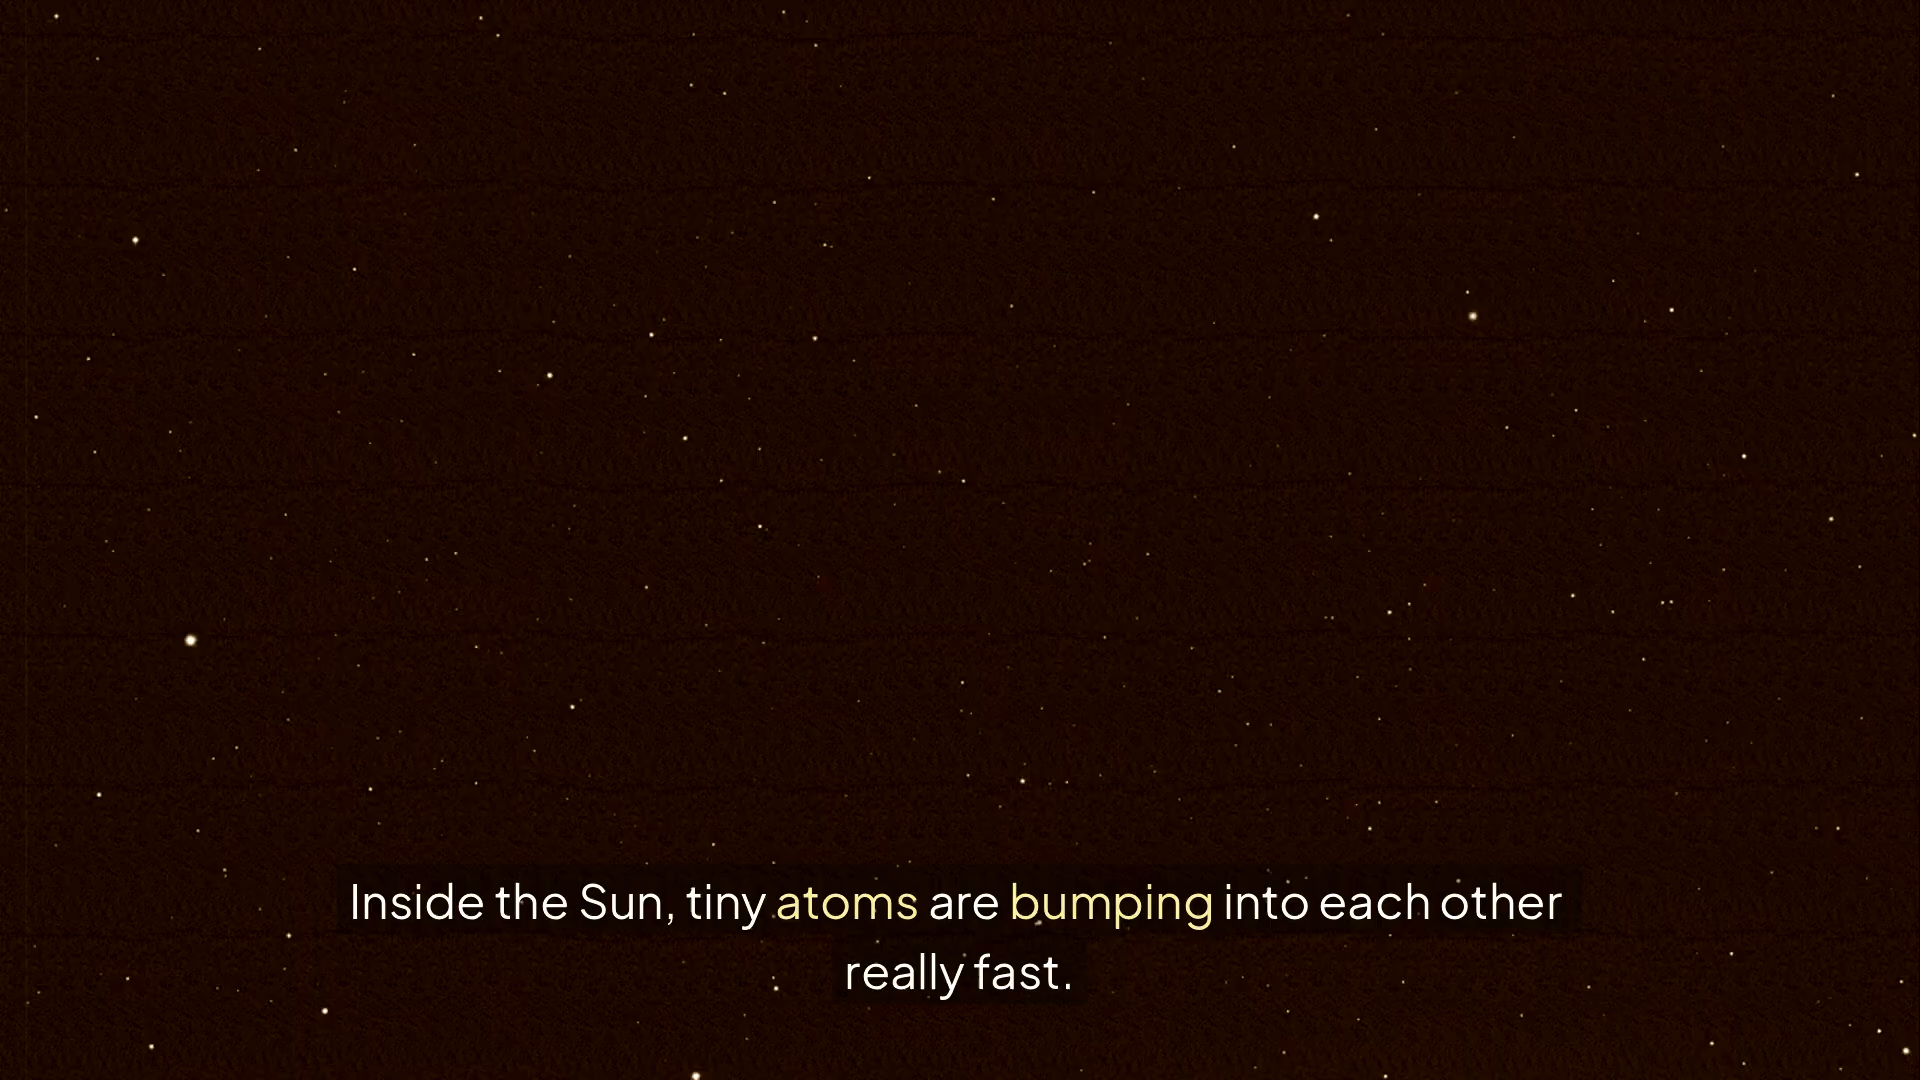 Inside the Sun, tiny atoms are bumping into each other
really fast.